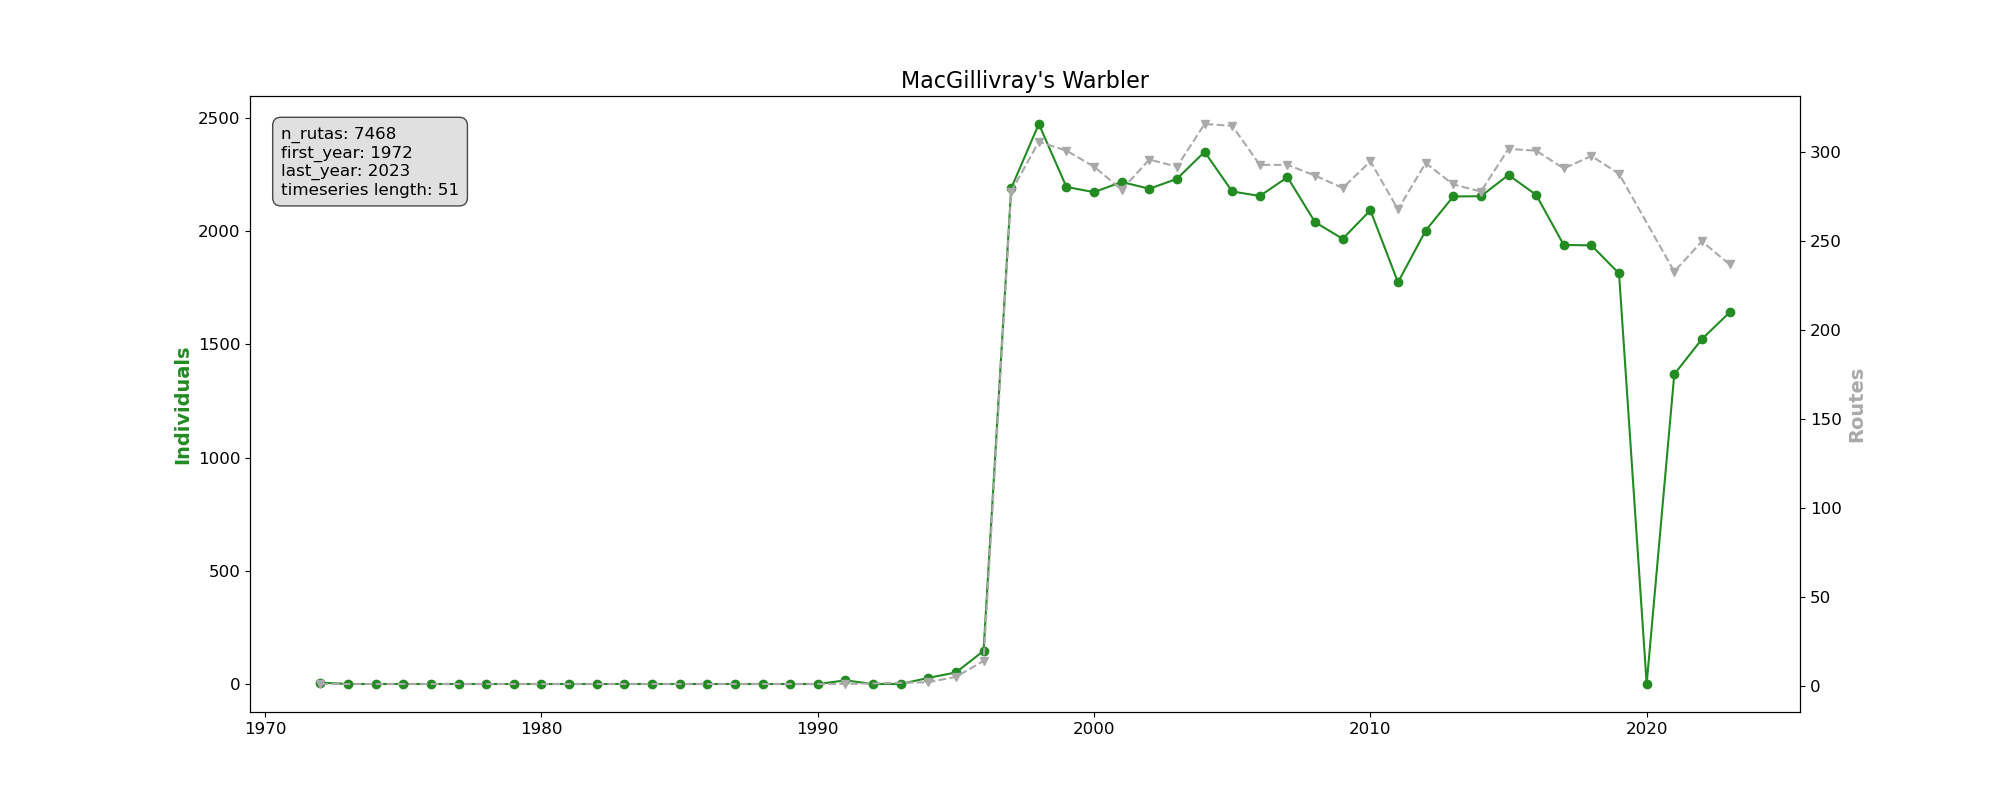 MacGillivray's Warbler
n_rutas: 7468
first_year: 1972
last_year: 2023
timeseries length: 51
Individuals
2500
2000
1500
1000
500
0
1970
1980
1990
2000
2010
2020
300
250
200
150
100
50
0
Routes